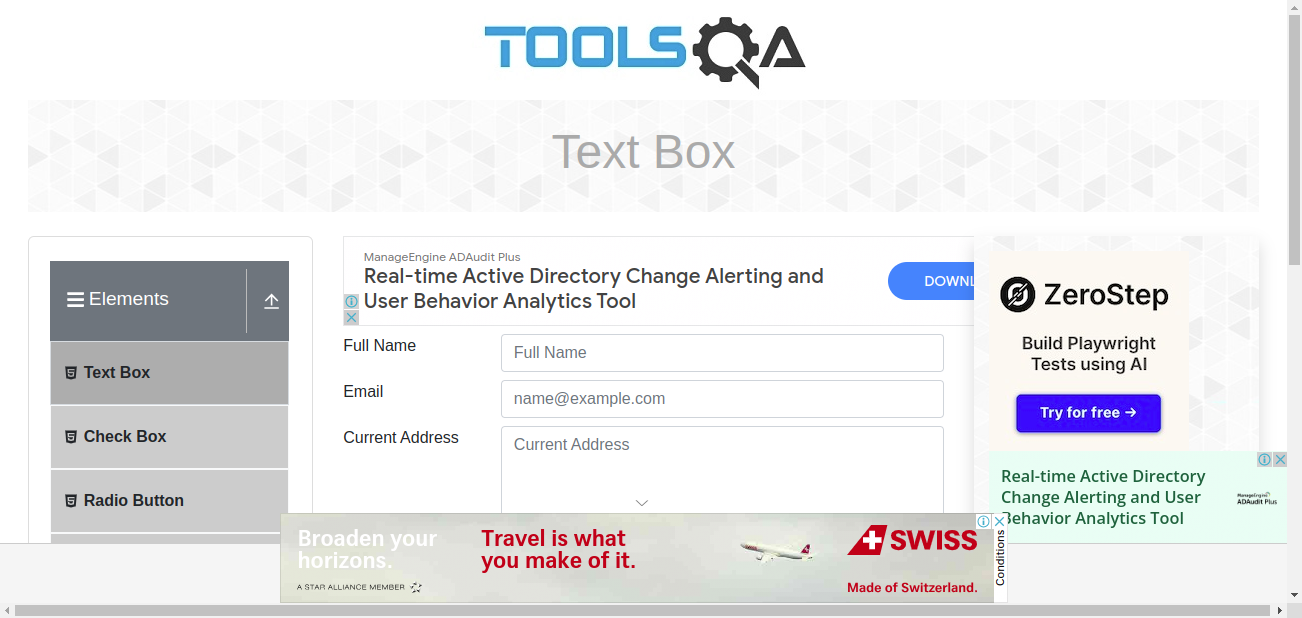 TOOLSQA
Text Box
Elements
Text Box
Check Box
Radio Button
ManageEngine ADAudit Plus
Real-time Active Directory Change Alerting and
User Behavior Analytics Tool
DOWNL
Full Name
Full Name
Email
name@example.com
Current Address
Current Address
ZeroStep
Build Playwright
Tests using AI
Try for free →
Real-time Active Directory
Change Alerting and User
Behavior Analytics Tool
ManageEngine
ADAudit Plus
Broaden your
horizons.
A STAR ALLIANCE MEMBER
Travel is what
you make of it.
SWISS
Made of Switzerland.
Conditions